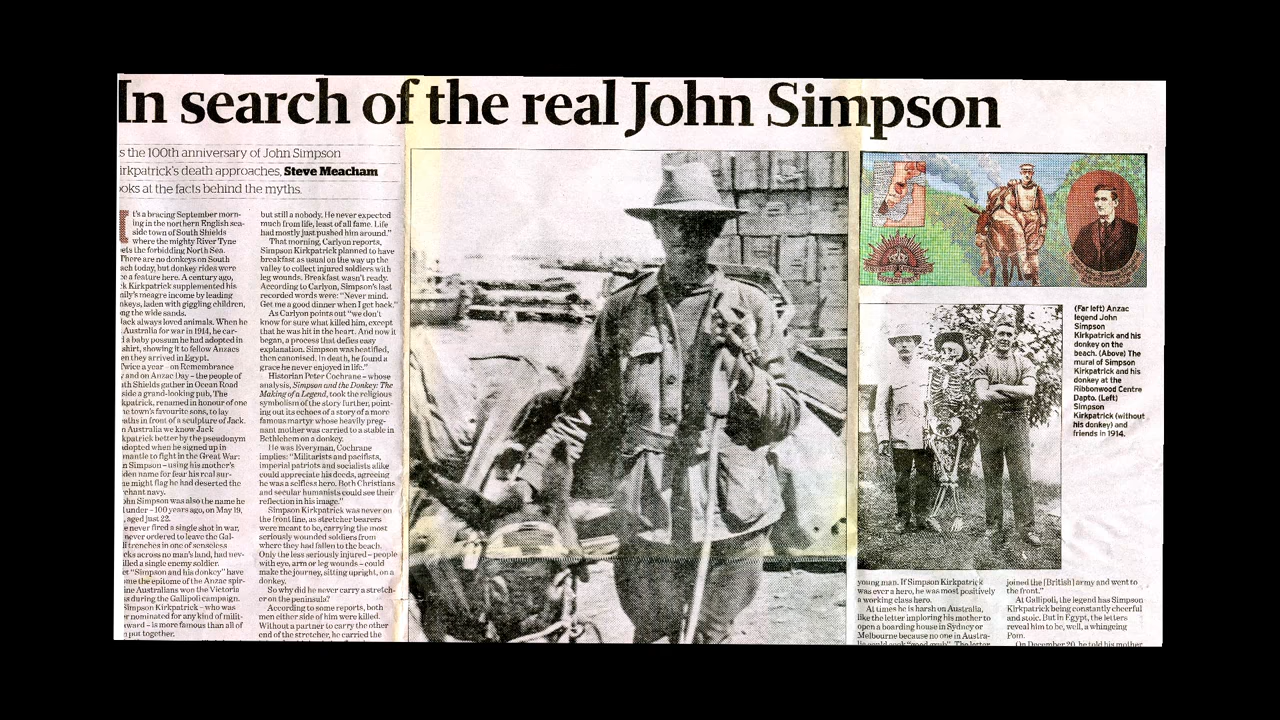 In search of the real John Simpson
s the 100th anniversary of John Simpson
irkpatrick's death approaches, Steve Meacham
oks at the facts behind the myths.
t's a bracing September morn-
ing in the northern English sea-
side town of South Shields
where the mighty River Tyne
ets the forbidding North Sea.
There are no donkeys on South
ach today, but donkey rides were
e a feature here. A century ago,
k Kirkpatrick supplemented his
ily's meagre income by leading
nkeys, laden with giggling children,
ng the wide sands.
Jack always loved animals. When he
Australia for war in 1914, he car-
d a baby possum he had adopted in
shirt, showing it to fellow Anzacs
en they arrived in Egypt.
Twice a year - on Remembrance
y and on Anzac Day - the people of
th Shields gather in Ocean Road
side a grand-looking pub, The
kpatrick, renamed in honour of one
he town's favourite sons, to lay
aths in front of a sculpture of Jack.
n Australia we know Jack
kpatrick better by the pseudonym
adopted when he signed up in
mantle to fight in the Great War:
n Simpson - using his mother's
den name for fear his real sur-
e might flag he had deserted the
chant navy.
ohn Simpson was also the name he
under - 100 years ago, on May 19,
, aged just 22.
e never fired a single shot in war,
never ordered to leave the Gal-
li trenches in one of senseless
cks across no man's land, had nev-
illed a single enemy soldier.
et "Simpson and his donkey" have
me the epitome of the Anzac spir-
ine Australians won the Victoria
s during the Gallipoli campaign.
Simpson Kirkpatrick - who was
r nominated for any kind of milit-
award - is more famous than all of
n put together.
but still a nobody. He never expected
much from life, least of all fame. Life
had mostly just pushed him around."
That morning, Carlyon reports,
Simpson Kirkpatrick planned to have
breakfast as usual on the way up the
valley to collect injured soldiers with
leg wounds. Breakfast wasn't ready.
According to Carlyon, Simpson's last
recorded words were: "Never mind.
Get me a good dinner when I get back."
As Carlyon points out "we don't
know for sure what killed him, except
that he was hit in the heart. And now it
began, a process that defies easy
explanation. Simpson was beatified,
then canonised. In death, he found a
grace he never enjoyed in life."
Historian Peter Cochrane - whose
analysis, Simpson and the Donkey: The
Making of a Legend, took the religious
symbolism of the story further, point-
ing out its echoes of a story of a more
famous martyr whose heavily preg-
nant mother was carried to a stable in
Bethlehem on a donkey.
He was Everyman, Cochrane
implies: "Militarists and pacifists,
imperial patriots and socialists alike
could appreciate his deeds, agreeing
he was a selfless hero. Both Christians
and secular humanists could see their
reflection in his image."
Simpson Kirkpatrick was never on
the front line, as stretcher bearers
were meant to be, carrying the most
seriously wounded soldiers from
where they had fallen to the beach.
Only the less seriously injured - people
with eye, arm or leg wounds - could
make the journey, sitting upright, on a
donkey.
So why did he never carry a stretch-
er on the peninsula?
According to some reports, both
men either side of him were killed.
Without a partner to carry the other
end of the stretcher, he carried the
(Far left) Anzac
legend John
Simpson
Kirkpatrick and his
donkey on the
beach. (Above) The
mural of Simpson
Kirkpatrick and his
donkey at the
Ribbonwood Centre
Dapto. (Left)
Simpson
Kirkpatrick (without
his donkey) and
friends in 1914.
young man. If Simpson Kirkpatrick
was ever a hero, he was most positively
a working class hero.
At times he is harsh on Australia,
like the letter imploring his mother to
open a boarding house in Sydney or
Melbourne because no one in Austra-
lia could cook "good grub". The letter
joined the [British] army and went to
the front."
At Gallipoli, the legend has Simpson
Kirkpatrick being constantly cheerful
and stoic. But in Egypt, the letters
reveal him to be, well, a whingeing
Pom.
On December 20, he told his mother